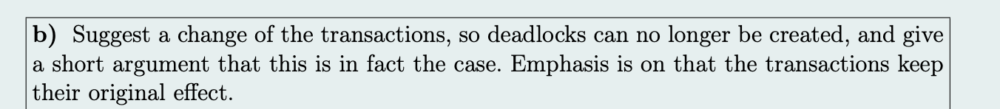 b) Suggest a change of the transactions, so deadlocks can no longer be created, and give
a short argument that this is in fact the case. Emphasis is on that the transactions keep
their original effect.